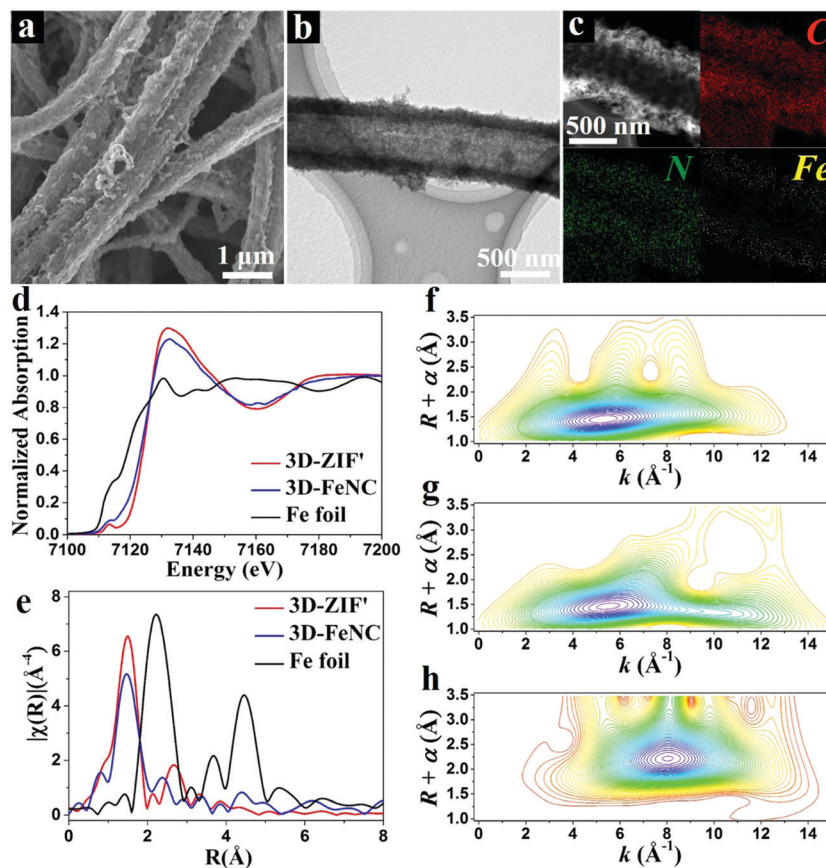 a
1 μm
b
500 nm
c
500 nm
C
N
Fe
d
Normalized Absorption
1.4
1.2
1.0
0.8
0.6
0.4
0.2
0.0
3D-ZIF'
3D-FeNC
Fe foil
7100 7120 7140 7160 7180 7200
Energy (eV)
e
|χ(R)|(Å⁻⁴)
8
6
4
2
0
3D-ZIF'
3D-FeNC
Fe foil
0 2 4 6 8
R(Å)
f
R + α (Å)
3.5
3.0
2.5
2.0
1.5
1.0
0 2 4 6 8 10 12 14
k (Å⁻¹)
g
R + α (Å)
3.5
3.0
2.5
2.0
1.5
1.0
0 2 4 6 8 10 12 14
k (Å⁻¹)
h
R + α (Å)
3.5
3.0
2.5
2.0
1.5
1.0
0 2 4 6 8 10 12 14
k (Å⁻¹)